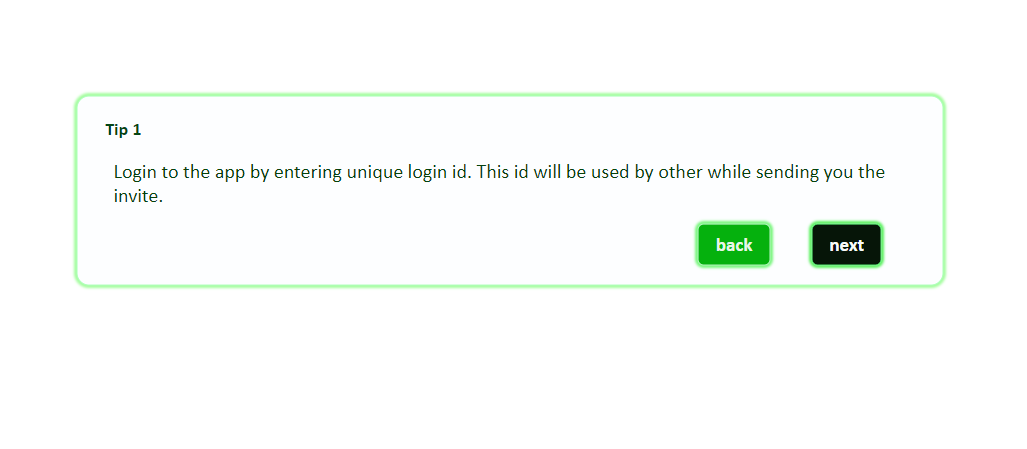 Tip 1
Login to the app by entering unique login id. This id will be used by other while sending you the
invite.
back next